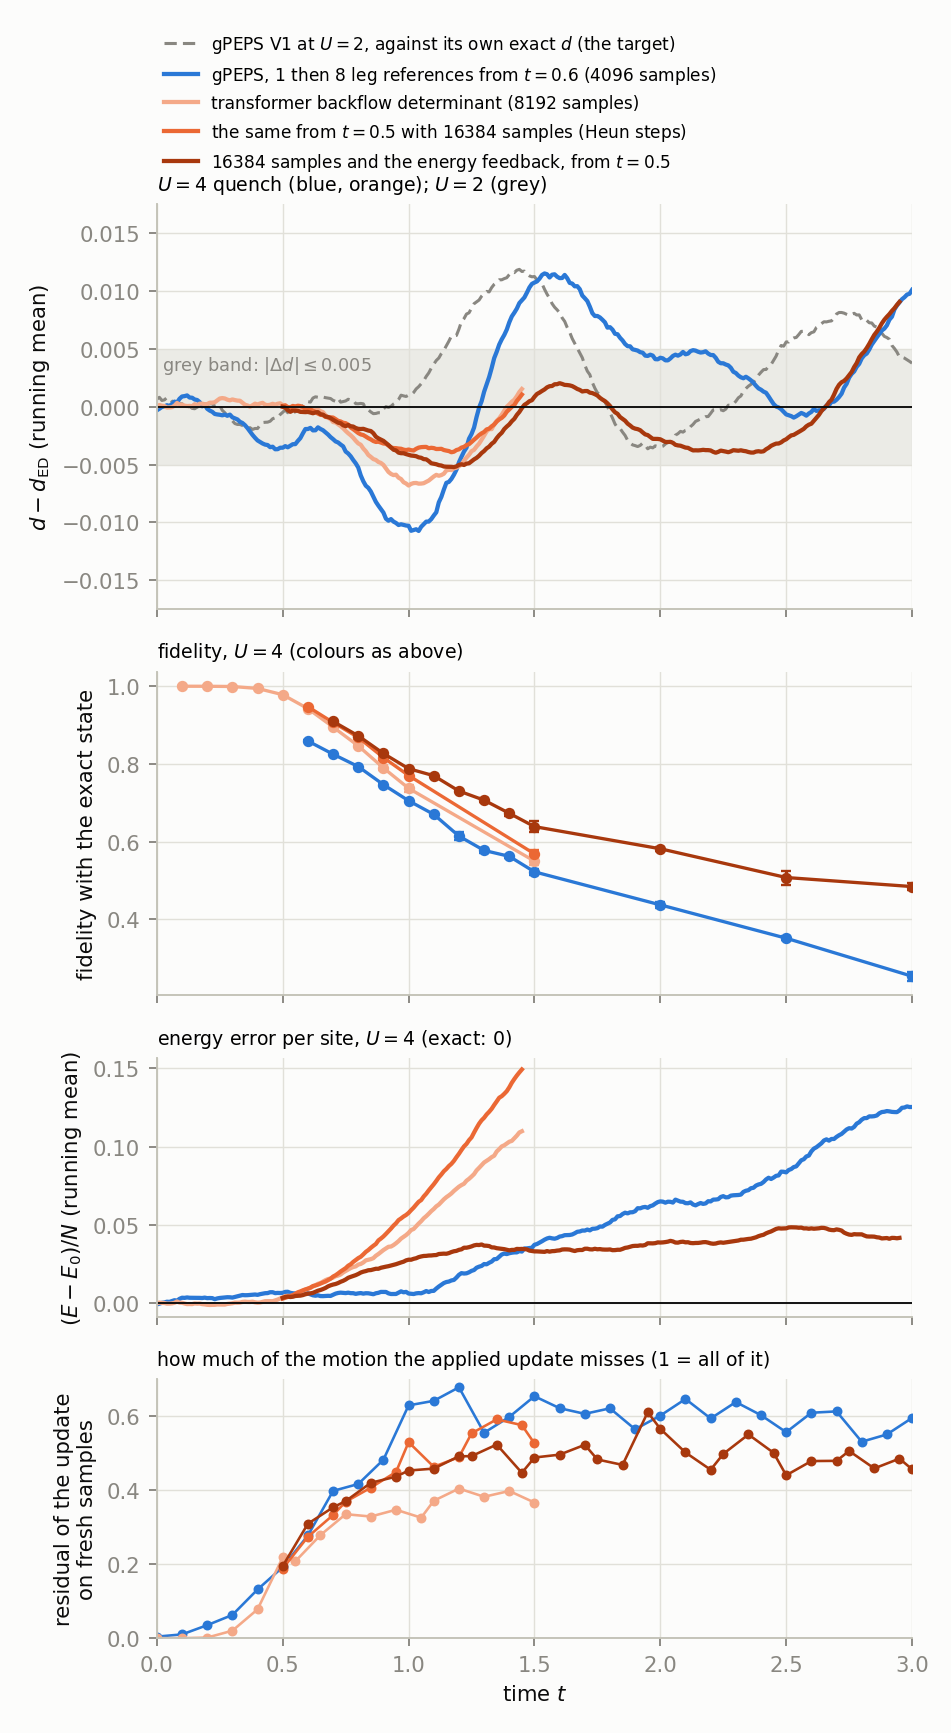 gPEPS V1 at U = 2, against its own exact d (the target)
gPEPS, 1 then 8 leg references from t = 0.6 (4096 samples)
transformer backflow determinant (8192 samples)
the same from t = 0.5 with 16384 samples (Heun steps)
16384 samples and the energy feedback, from t = 0.5
U = 4 quench (blue, orange); U = 2 (grey)
d − d_ED (running mean)
0.015
0.010
0.005
0.000
−0.005
−0.010
−0.015
grey band: |Δd| ≤ 0.005
fidelity, U = 4 (colours as above)
fidelity with the exact state
1.0
0.8
0.6
0.4
energy error per site, U = 4 (exact: 0)
(E − E₀)/N (running mean)
0.15
0.10
0.05
0.00
how much of the motion the applied update misses (1 = all of it)
residual of the update
on fresh samples
0.6
0.4
0.2
0.0
0.0 0.5 1.0 1.5 2.0 2.5 3.0
time t